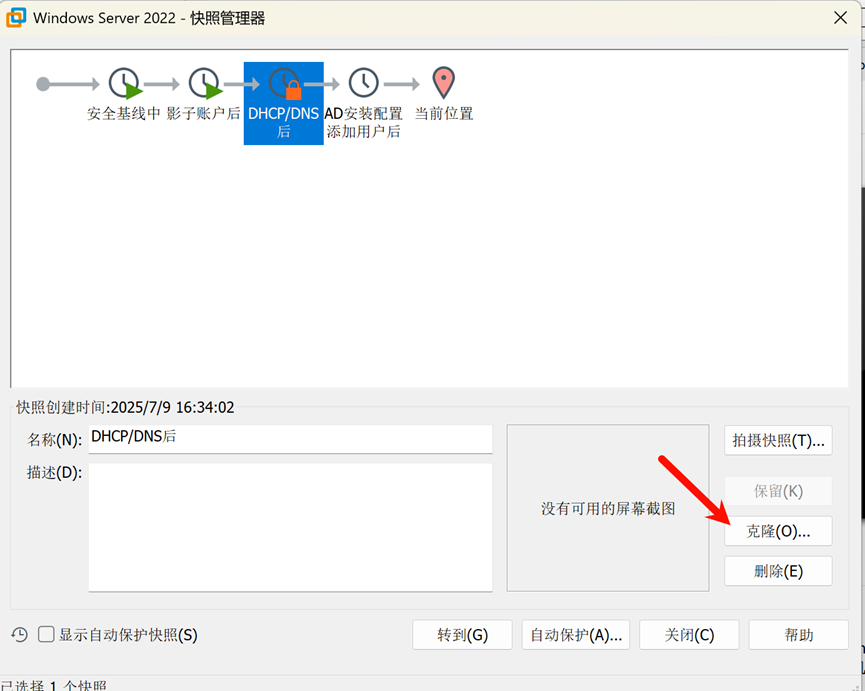 Windows Server 2022 - 快照管理器
安全基线中
影子账户后
DHCP/DNS
后
AD安装配置
添加用户后
当前位置
快照创建时间:2025/7/9 16:34:02
名称(N):
DHCP/DNS后
描述(D):
没有可用的屏幕截图
拍摄快照(T)...
保留(K)
克隆(O)...
删除(E)
显示自动保护快照(S)
转到(G)
自动保护(A)...
关闭(C)
帮助
已选择 1 个快照